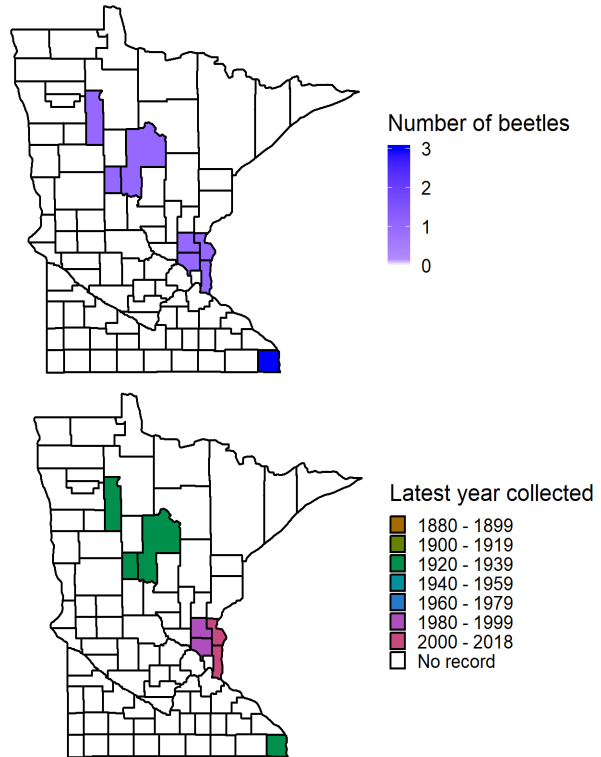 Number of beetles
3
2
1
0
Latest year collected
1880 - 1899
1900 - 1919
1920 - 1939
1940 - 1959
1960 - 1979
1980 - 1999
2000 - 2018
No record